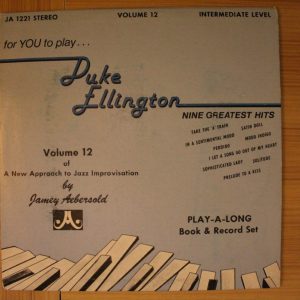 JA 1221 STEREO VOLUME 12 INTERMEDIATE LEVEL
for YOU to play...
Duke
Ellington
NINE GREATEST HITS
TAKE THE 'A' TRAIN SATIN DOLL
IN A SENTIMENTAL MOOD MOOD INDIGO
PERDIDO
I LET A SONG GO OUT OF MY HEART
SOPHISTICATED LADY SOLITUDE
PRELUDE TO A KISS
Volume 12
of
A New Approach to Jazz Improvisation
by
Jamey Aebersold
JA
PLAY-A-LONG
Book & Record Set